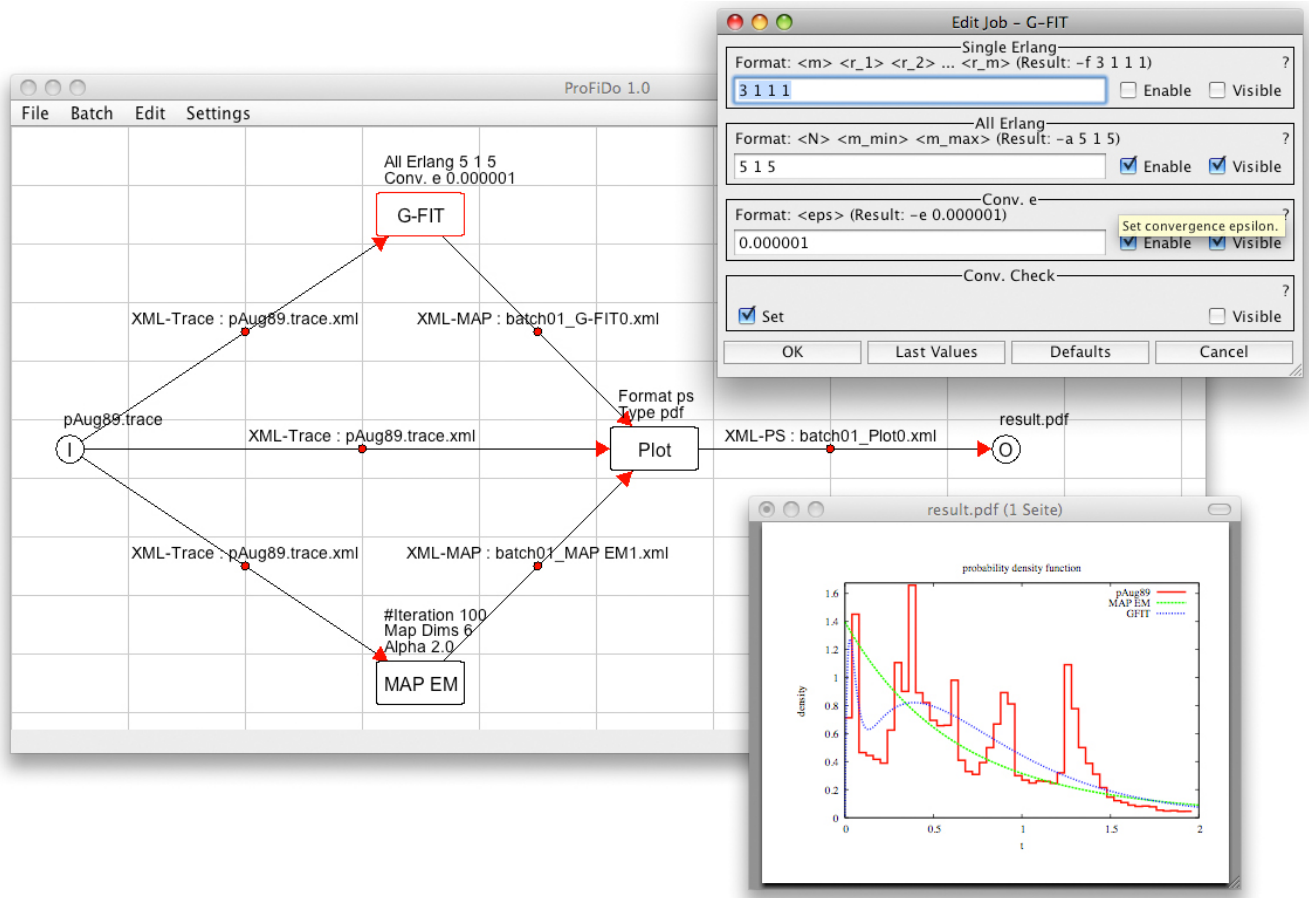 Edit Job – G-FIT
Single Erlang
Format: <m> <r_1> <r_2> ... <r_m> (Result: -f 3 1 1 1)
?
3 1 1 1
Enable
Visible
All Erlang
Format: <N> <m_min> <m_max> (Result: -a 5 1 5)
?
5 1 5
Enable
Visible
Conv. e
Format: <eps> (Result: -e 0.000001)
?
Set convergence epsilon.
0.000001
Enable
Visible
Conv. Check
?
Set
Visible
OK
Last Values
Defaults
Cancel
ProFiDo 1.0
File
Batch
Edit
Settings
All Erlang 5 1 5
Conv. e 0.000001
G-FIT
XML-Trace : pAug89.trace.xml
XML-MAP : batch01_G-FIT0.xml
Format ps
Type pdf
pAug89.trace
I
XML-Trace : pAug89.trace.xml
Plot
XML-PS : batch01_Plot0.xml
result.pdf
O
XML-Trace : pAug89.trace.xml
XML-MAP : batch01_MAP EM1.xml
#Iteration 100
Map Dims 6
Alpha 2.0
MAP EM
result.pdf (1 Seite)
probability density function
pAug89
MAP EM
GFIT
density
1.6
1.4
1.2
1
0.8
0.6
0.4
0.2
0
0
0.5
1
1.5
2
t